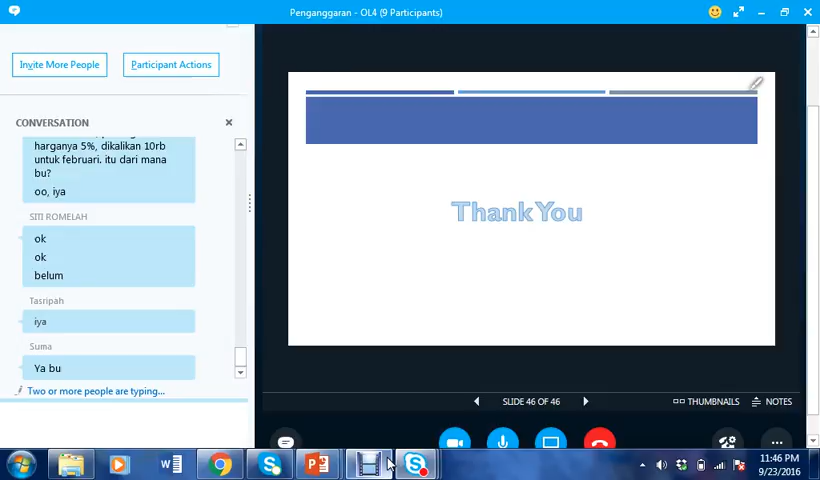 Penganggaran - OL4 (9 Participants)
Invite More People
Participant Actions
CONVERSATION
harganya 5%, dikalikan 10rb
untuk februari. itu dari mana
bu?
oo, iya
SITI ROMELAH
ok
ok
belum
Tasripah
iya
Suma
Ya bu
Two or more people are typing...
Thank You
SLIDE 46 OF 46
THUMBNAILS
NOTES
11:46 PM
9/23/2016